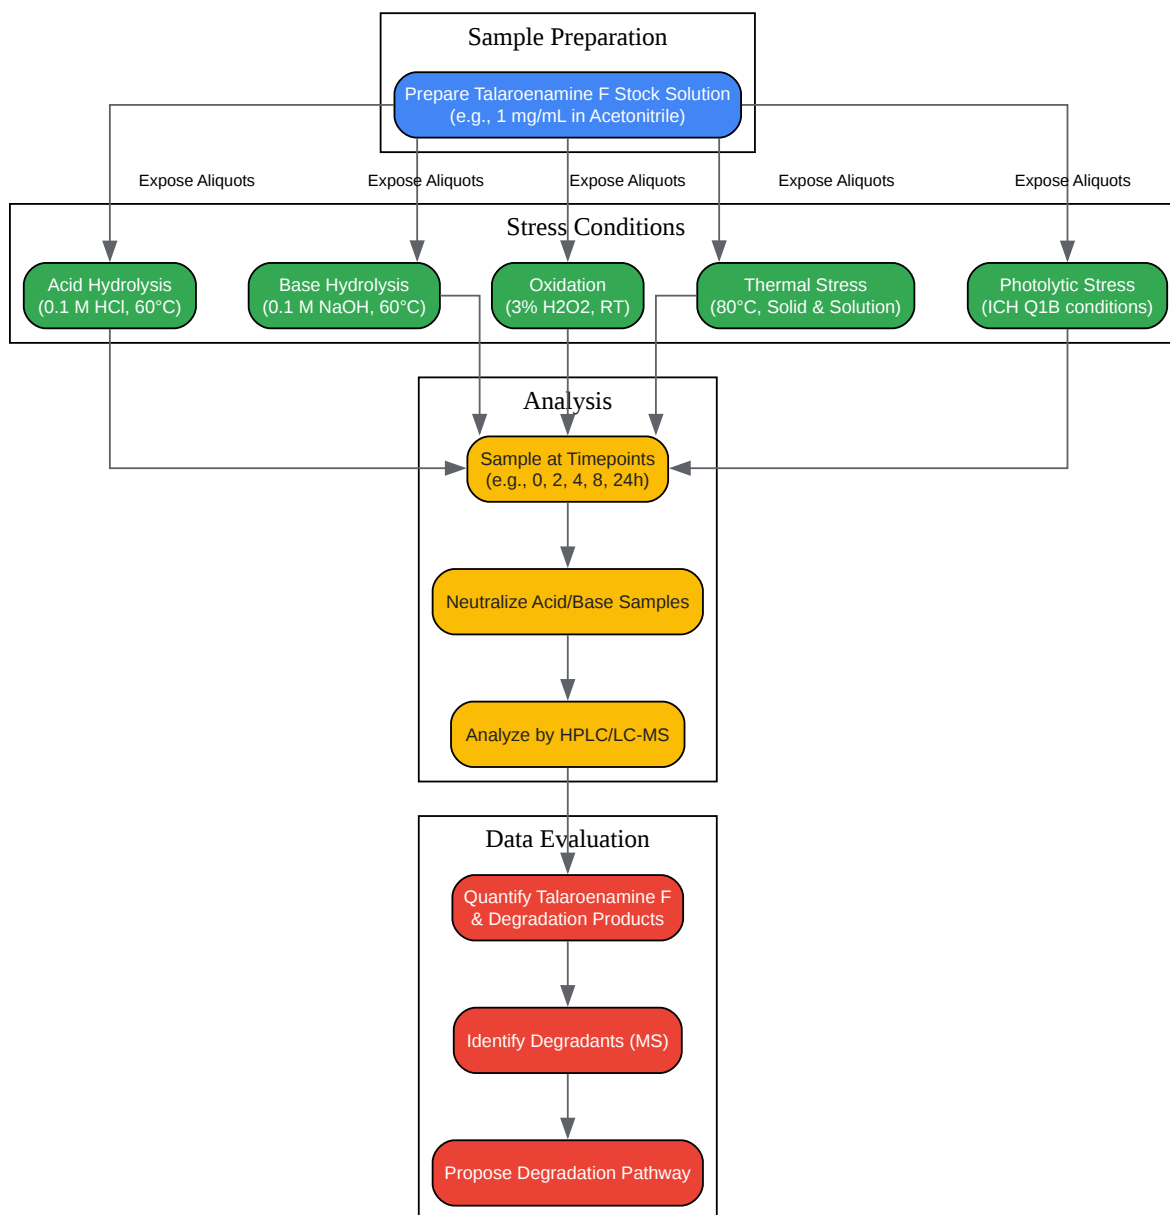 Sample Preparation
Prepare Talaroenamine F Stock Solution
(e.g., 1 mg/mL in Acetonitrile)
Expose Aliquots
Expose Aliquots
Expose Aliquots
Expose Aliquots
Expose Aliquots
Stress Conditions
Acid Hydrolysis
(0.1 M HCl, 60°C)
Base Hydrolysis
(0.1 M NaOH, 60°C)
Oxidation
(3% H2O2, RT)
Thermal Stress
(80°C, Solid & Solution)
Photolytic Stress
(ICH Q1B conditions)
Analysis
Sample at Timepoints
(e.g., 0, 2, 4, 8, 24h)
Neutralize Acid/Base Samples
Analyze by HPLC/LC-MS
Data Evaluation
Quantify Talaroenamine F
& Degradation Products
Identify Degradants (MS)
Propose Degradation Pathway